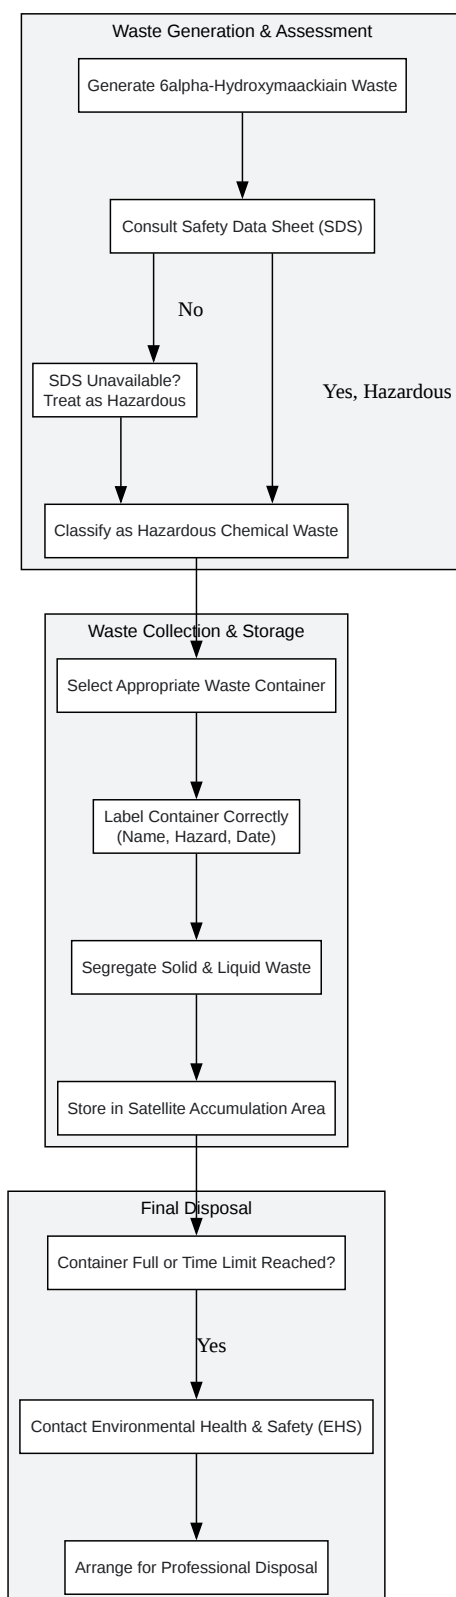 Waste Generation & Assessment
Generate 6alpha-Hydroxymaackiain Waste
Consult Safety Data Sheet (SDS)
No
SDS Unavailable?
Treat as Hazardous
Yes, Hazardous
Classify as Hazardous Chemical Waste
Waste Collection & Storage
Select Appropriate Waste Container
Label Container Correctly
(Name, Hazard, Date)
Segregate Solid & Liquid Waste
Store in Satellite Accumulation Area
Final Disposal
Container Full or Time Limit Reached?
Yes
Contact Environmental Health & Safety (EHS)
Arrange for Professional Disposal